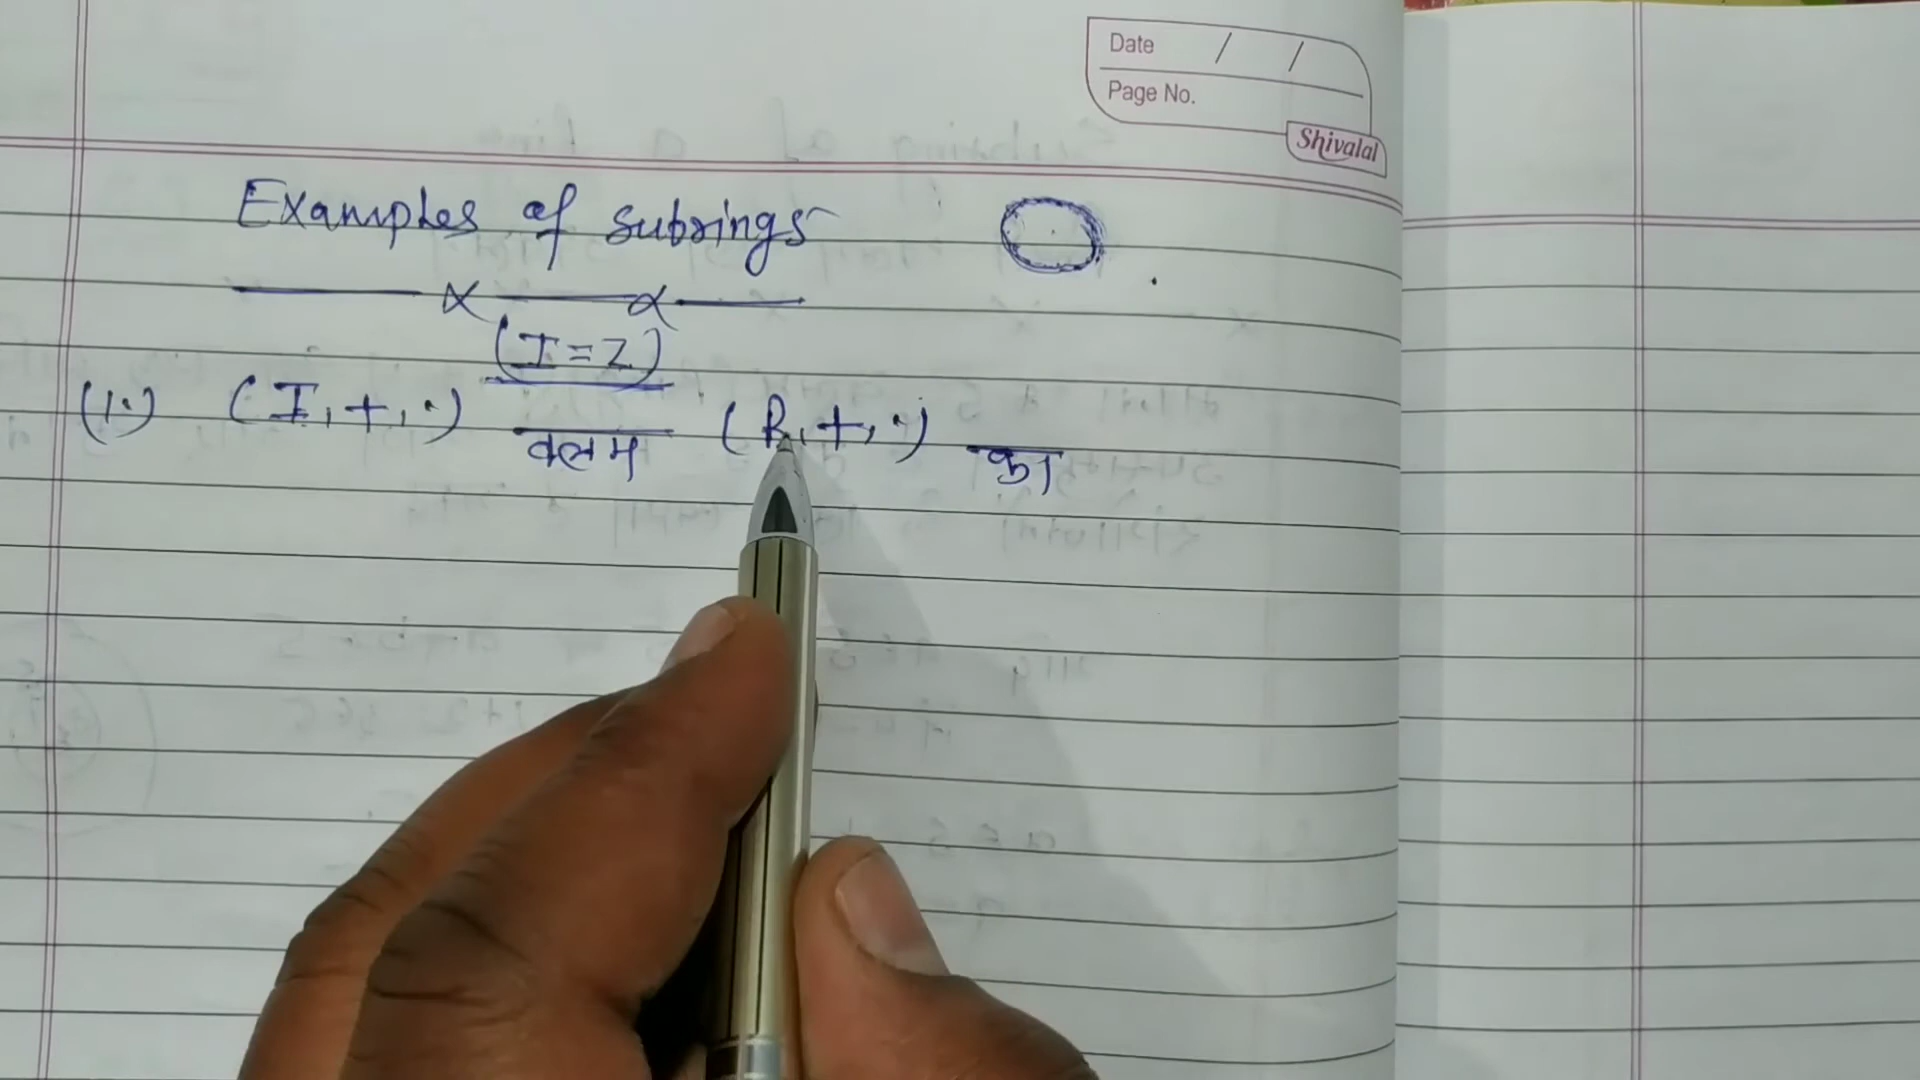 Date / /
Page No.
Shivalal
Examples of subrings
(I = Z)
(1.) (I, +, ·) वलय (R, +, ·) का